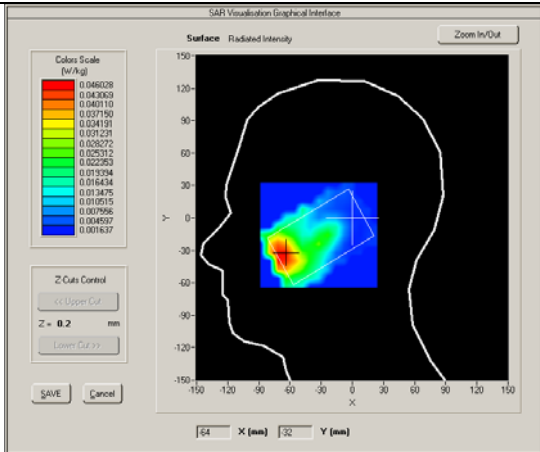 SAR Visualisation Graphical Interface
Surface Radiated Intensity
Zoom In/Out
Colors Scale
(W/kg)
0.046028
0.043069
0.040110
0.037150
0.034191
0.031231
0.028272
0.025312
0.022353
0.019394
0.016434
0.013475
0.010515
0.007556
0.004597
0.001637
Z Cuts Control
<< Upper Cut
Z = 0.2 mm
Lower Cut >>
SAVE Cancel
150
120
90
60
30
0
-30
-60
-90
-120
-150
Y
-150 -120 -90 -60 -30 0 30 60 90 120 150
X
-64 X (mm) -32 Y (mm)